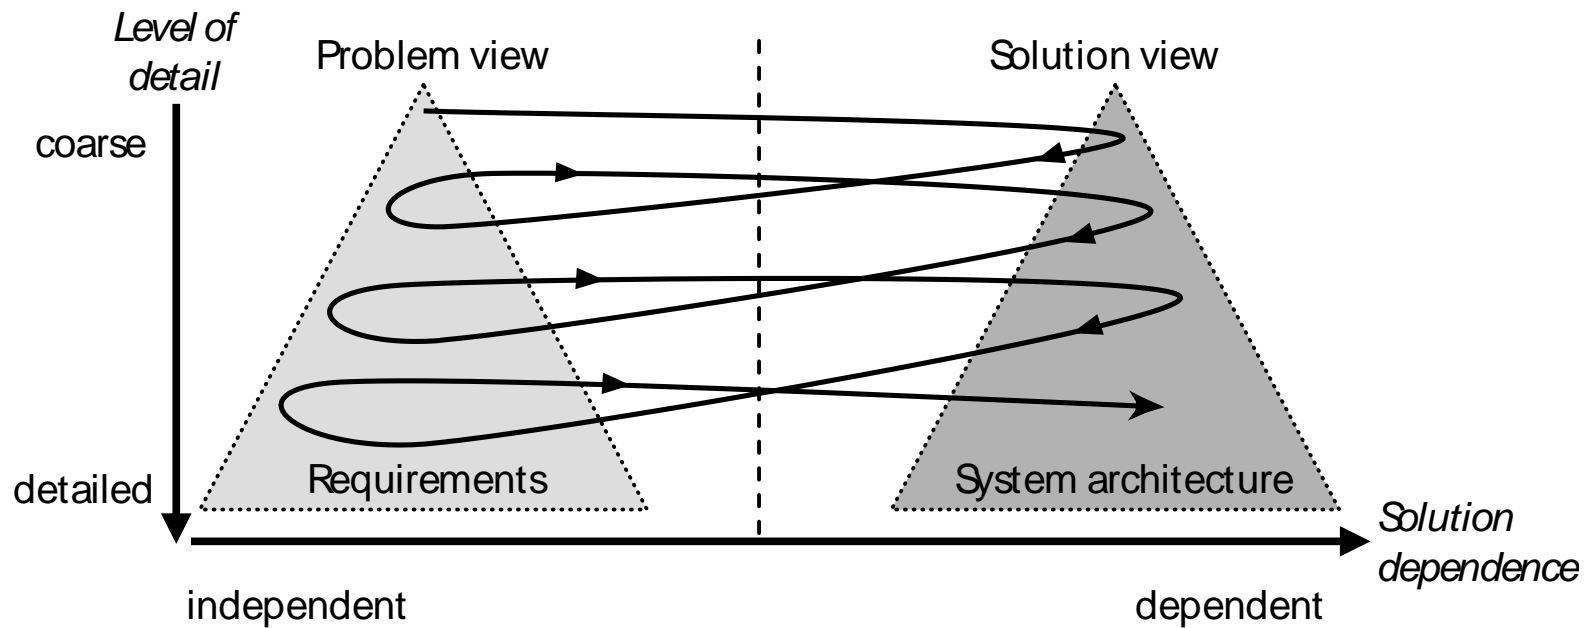 Level of
detail
Problem view
Solution view
coarse
Requirements
System architecture
detailed
Solution
dependence
independent
dependent